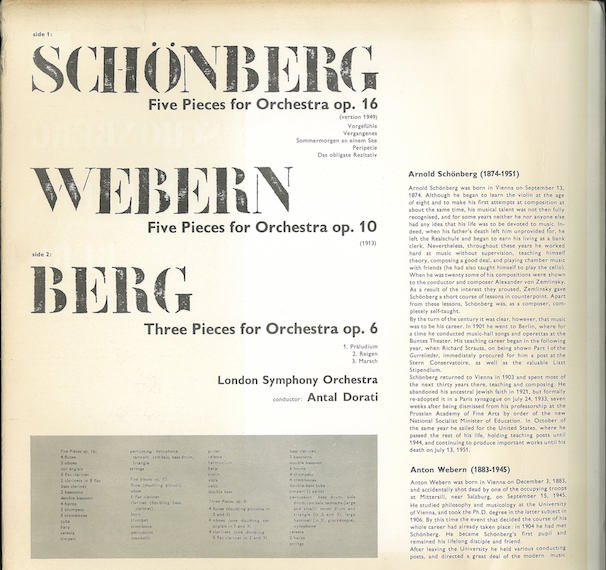 side 1:
SCHÖNBERG
Five Pieces for Orchestra op. 16
(version 1949)
Vorgefühle
Vergangenes
Sommermorgen an einem See
Peripetie
Das obligate Rezitativ
WEBERN
Five Pieces for Orchestra op. 10
(1913)
side 2:
BERG
Three Pieces for Orchestra op. 6
1. Präludium
2. Reigen
3. Marsch
London Symphony Orchestra
conductor: Antal Dorati
Arnold Schönberg (1874-1951)
Arnold Schönberg was born in Vienna on September 13,
1874. Although he began to learn the violin at the age
of eight and to make his first attempts at composition at
about the same time, his musical talent was not then fully
recognised, and for some years neither he nor anyone else
had any idea that his life was to be devoted to music. In-
deed, when his father's death left him unprovided for, he
left the Realschule and began to earn his living as a bank
clerk. Nevertheless, throughout these years he worked
hard at music without supervision, teaching himself
theory, composing a good deal, and playing chamber music
with friends (he had also taught himself to play the cello).
When he was twenty some of his compositions were shown
to the conductor and composer Alexander von Zemlinsky.
As a result of the interest they aroused, Zemlinsky gave
Schönberg a short course of lessons in counterpoint. Apart
from these lessons, Schönberg was, as a composer, com-
pletely self-taught.
By the turn of the century it was clear, however, that music
was to be his career. In 1901 he went to Berlin, where for
a time he conducted music-hall songs and operettas at the
Buntes Theater. His teaching career began in the following
year, when Richard Strauss, on being shown Part I of the
Gurrelieder, immediately procured for him a post at the
Stern Conservatoire, as well as the valuable Liszt
Stipendium.
Schönberg returned to Vienna in 1903 and spent most of
the next thirty years there, teaching and composing. He
abandoned his ancestral Jewish faith in 1921, but formally
re-adopted it in a Paris synagogue on July 24, 1933, seven
weeks after being dismissed from his professorship at the
Prussian Academy of Fine Arts by order of the new
National Socialist Minister of Education. In October of
the same year he sailed for the United States, where he
passed the rest of his life, holding teaching posts until
1944, and continuing to produce important works until his
death on July 13, 1951.
Anton Webern (1883-1945)
Anton Webern was born in Vienna on December 3, 1883,
and accidentally shot dead by one of the occupying troops
at Mittersill, near Salzburg, on September 15, 1945.
He studied philosophy and musicology at the University
of Vienna, and took the Ph. D. degree in the latter subject in
1906. By this time the event that decided the course of his
whole career had already taken place: in 1904 he had met
Schönberg. He became Schönberg's first pupil and
remained his lifelong disciple and friend.
After leaving the University he held various conducting
posts, and directed a great deal of the modern music